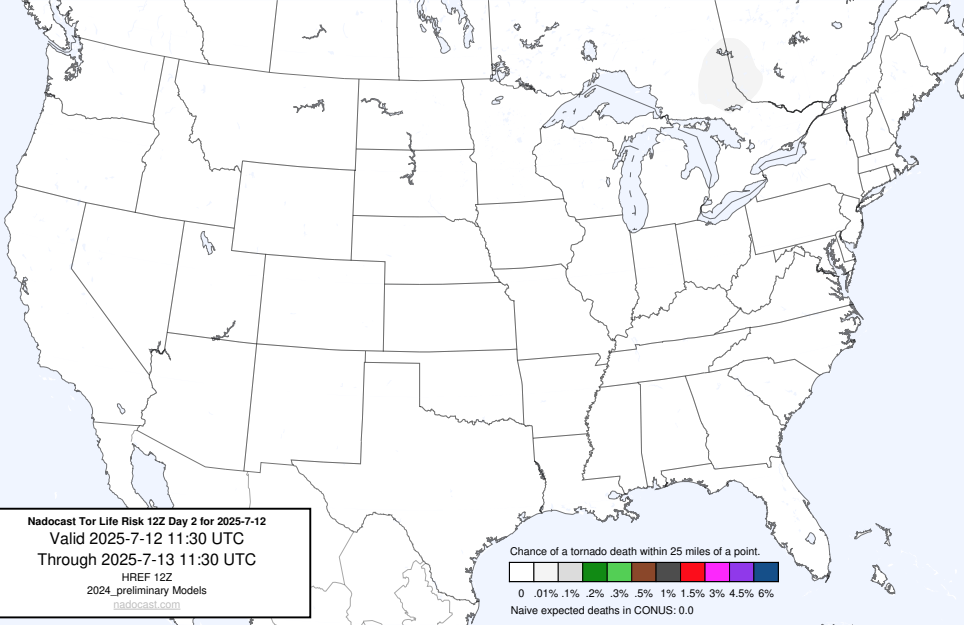 Nadocast Tor Life Risk 12Z Day 2 for 2025-7-12
Valid 2025-7-12 11:30 UTC
Through 2025-7-13 11:30 UTC
HREF 12Z
2024_preliminary Models
nadocast.com
Chance of a tornado death within 25 miles of a point.
0 .01% .1% .2% .3% .5% 1% 1.5% 3% 4.5% 6%
Naive expected deaths in CONUS: 0.0